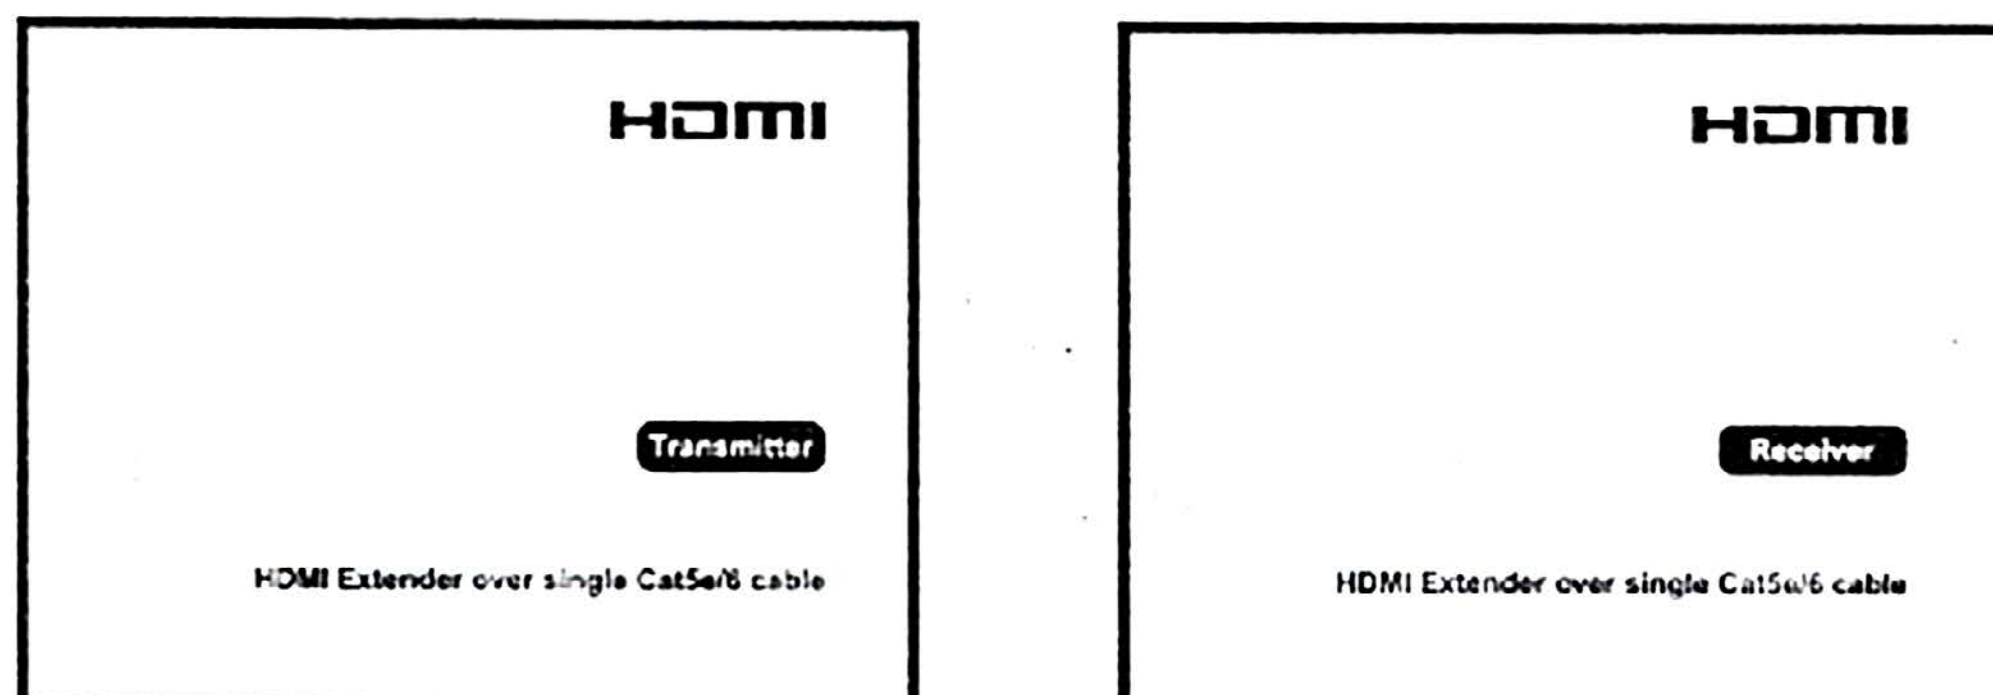 HDMI
Transmitter
HDMI Extender over single Cat5e/6 cable
HDMI
Receiver
HDMI Extender over single Cat5e/6 cable